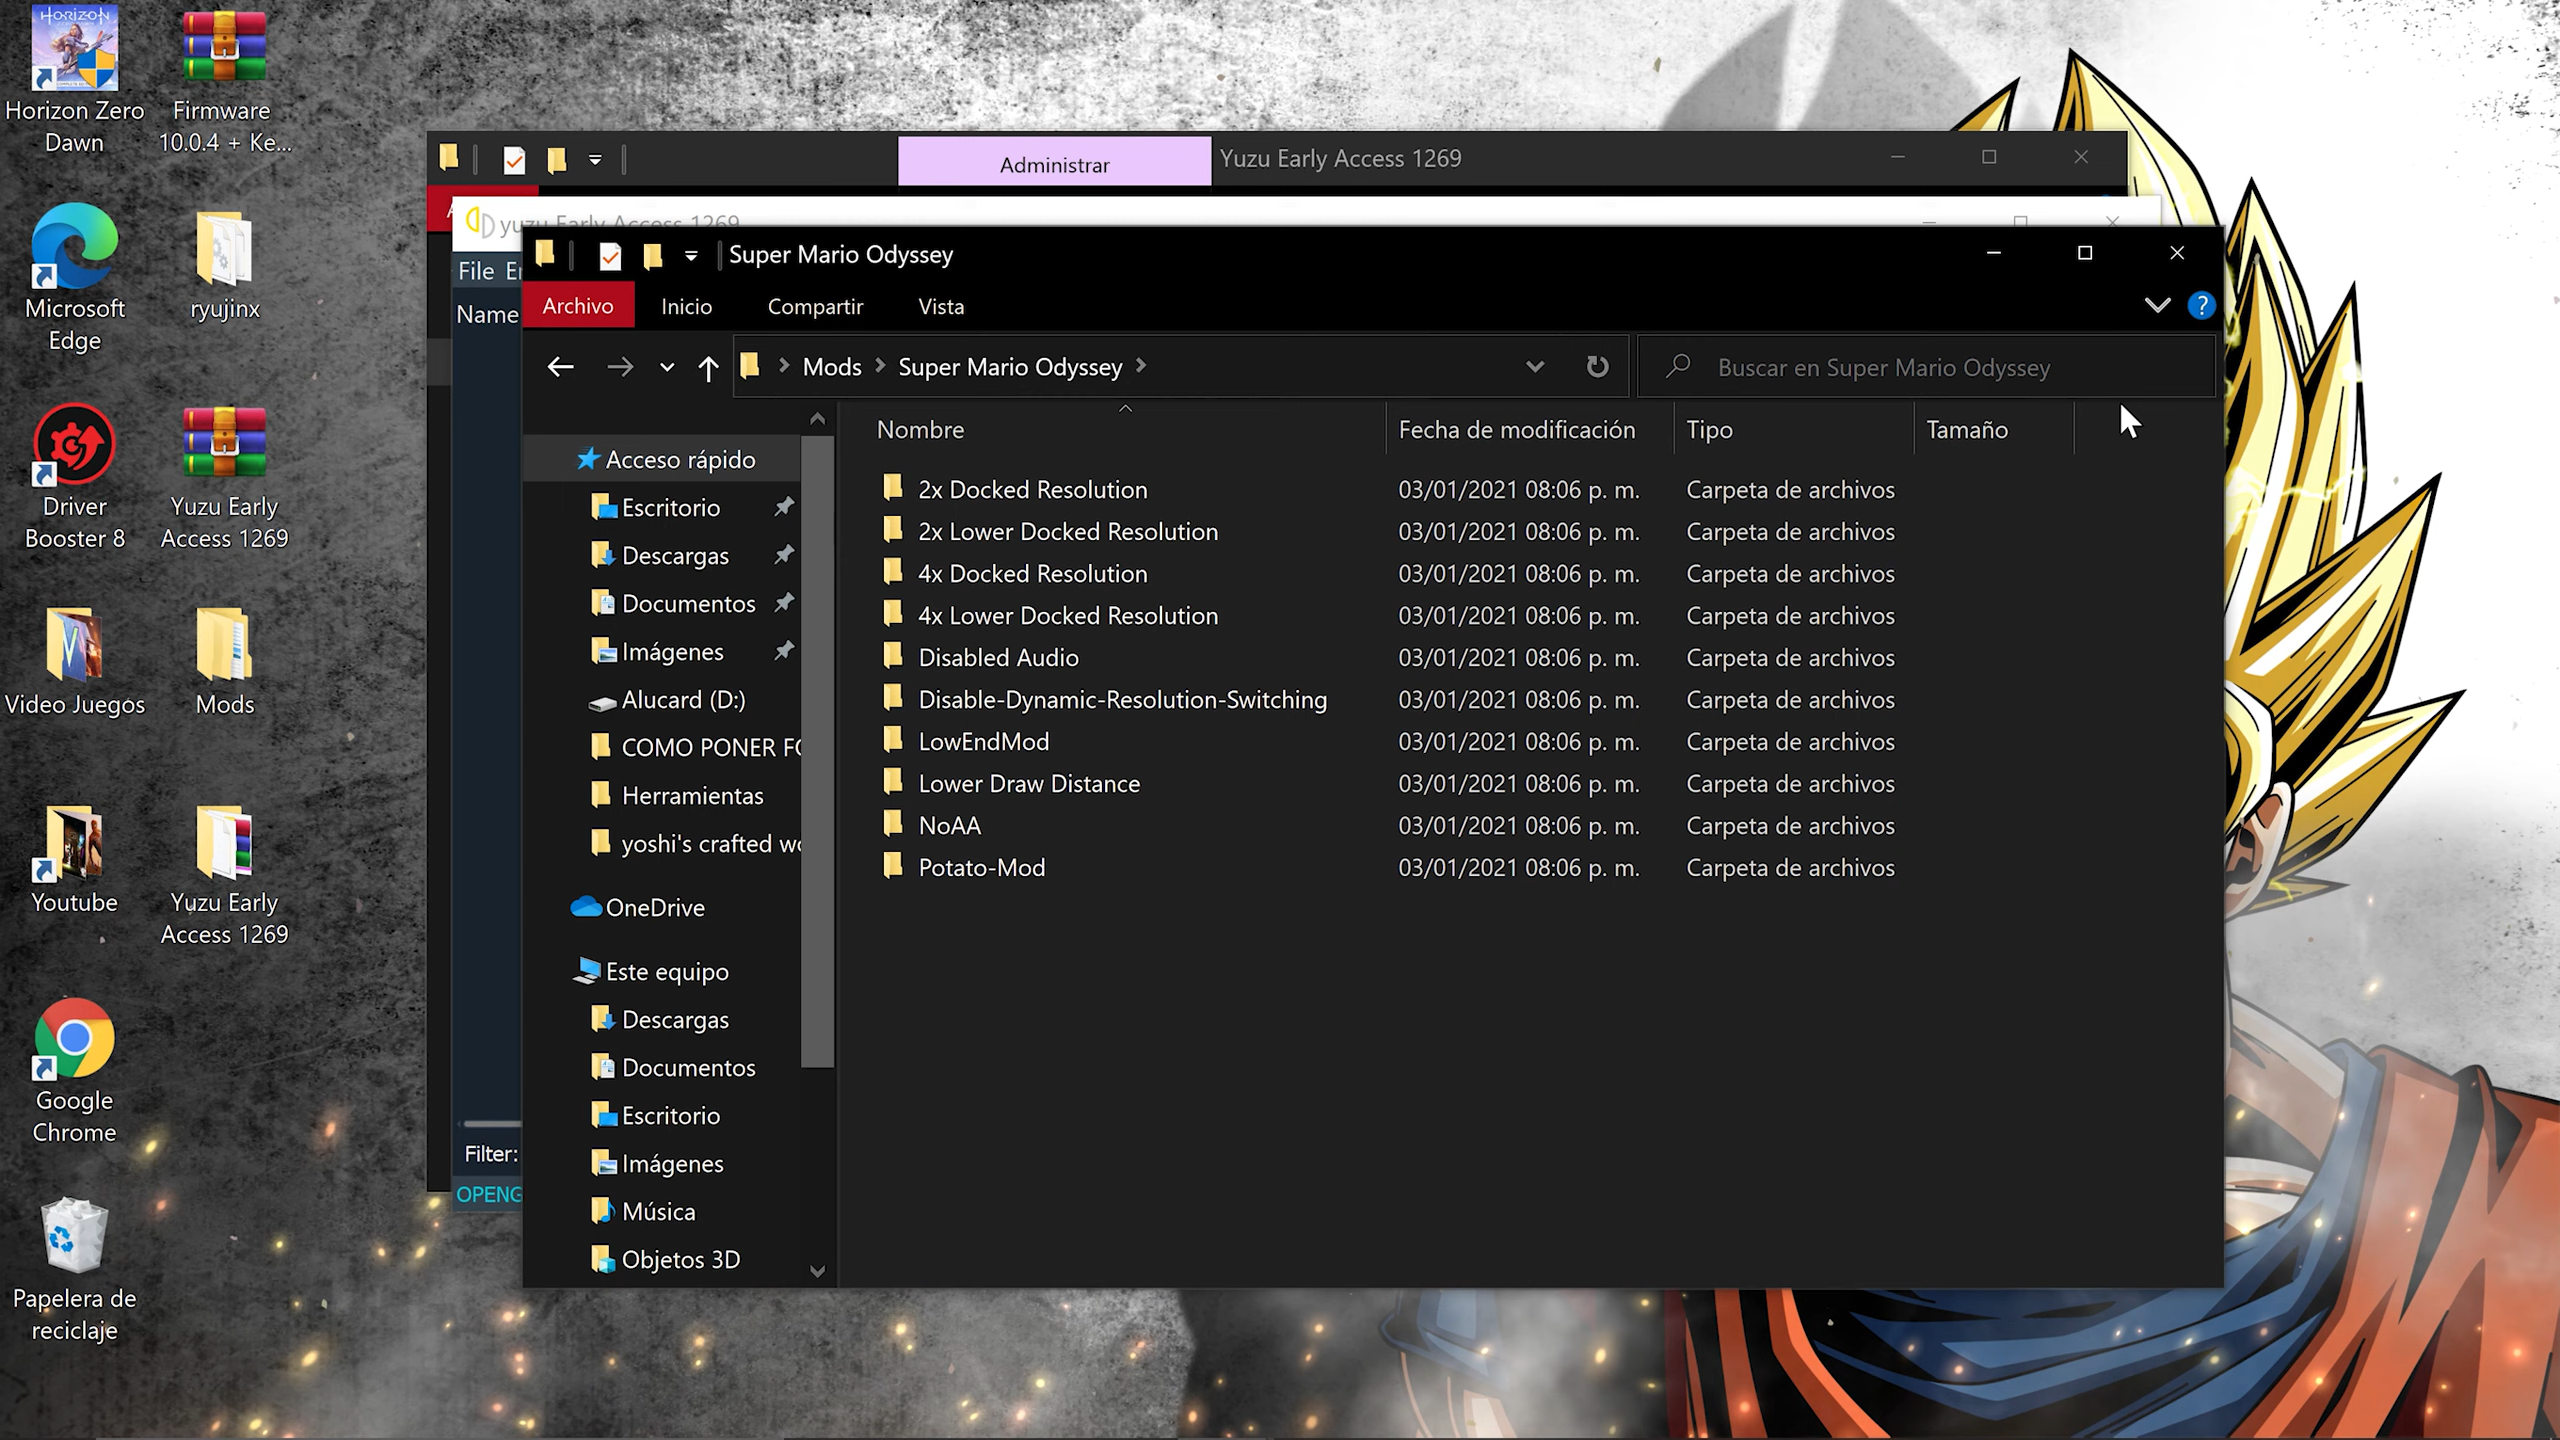 HORIZON
Horizon Zero
Dawn
Firmware
10.0.4 + Ke...
Microsoft
Edge
ryujinx
Driver
Booster 8
Yuzu Early
Access 1269
Video Juegos
Mods
Youtube
Yuzu Early
Access 1269
Google
Chrome
Papelera de
reciclaje
Administrar
Yuzu Early Access 1269
yuzu Early Access 1269
File
Name
Filter:
OPENG
Super Mario Odyssey
Archivo
Inicio
Compartir
Vista
Mods
Super Mario Odyssey
Buscar en Super Mario Odyssey
Acceso rápido
Escritorio
Descargas
Documentos
Imágenes
Alucard (D:)
COMO PONER FO
Herramientas
yoshi's crafted wo
OneDrive
Este equipo
Descargas
Documentos
Escritorio
Imágenes
Música
Objetos 3D
Nombre Fecha de modificación Tipo Tamaño
2x Docked Resolution 03/01/2021 08:06 p. m. Carpeta de archivos
2x Lower Docked Resolution 03/01/2021 08:06 p. m. Carpeta de archivos
4x Docked Resolution 03/01/2021 08:06 p. m. Carpeta de archivos
4x Lower Docked Resolution 03/01/2021 08:06 p. m. Carpeta de archivos
Disabled Audio 03/01/2021 08:06 p. m. Carpeta de archivos
Disable-Dynamic-Resolution-Switching 03/01/2021 08:06 p. m. Carpeta de archivos
LowEndMod 03/01/2021 08:06 p. m. Carpeta de archivos
Lower Draw Distance 03/01/2021 08:06 p. m. Carpeta de archivos
NoAA 03/01/2021 08:06 p. m. Carpeta de archivos
Potato-Mod 03/01/2021 08:06 p. m. Carpeta de archivos